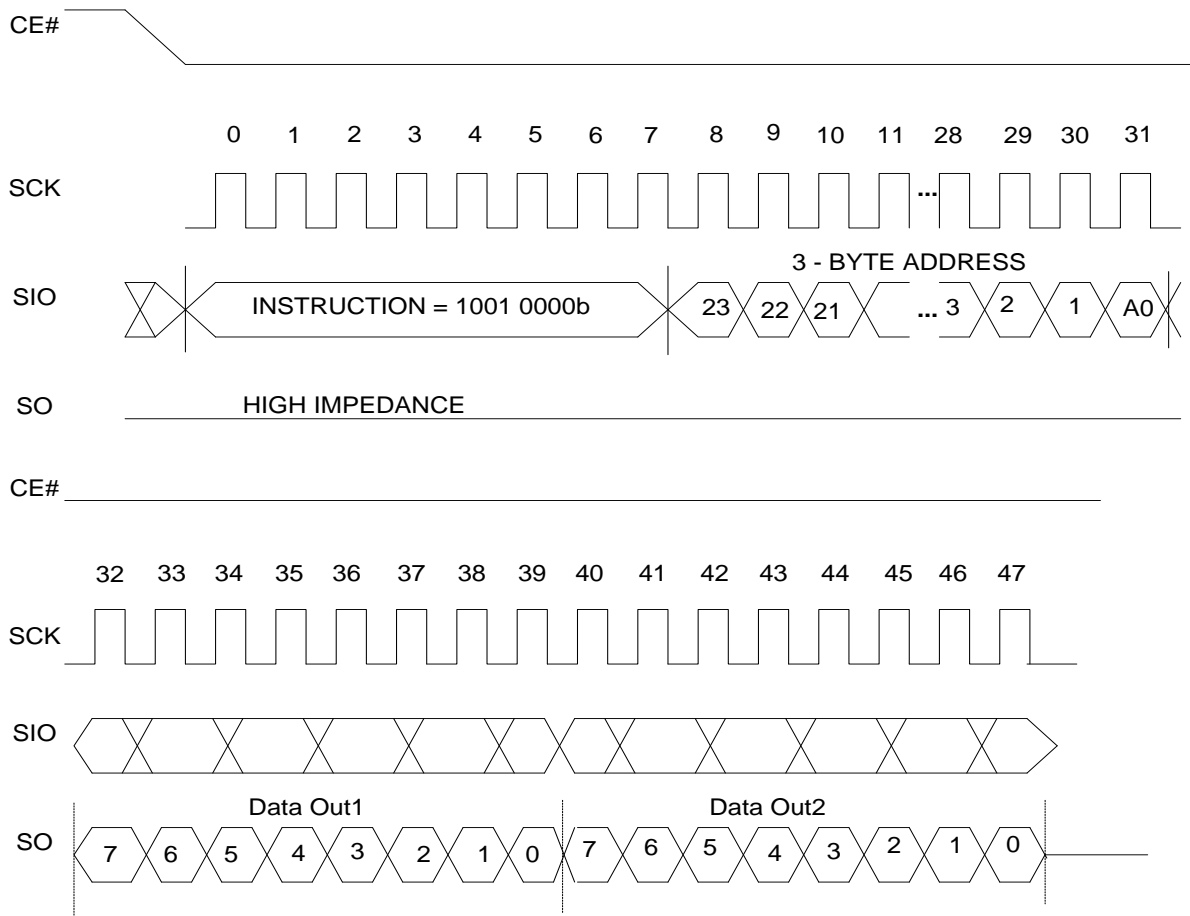 CE#
0 1 2 3 4 5 6 7 8 9 10 11 28 29 30 31
SCK ...
3 - BYTE ADDRESS
SIO INSTRUCTION = 1001 0000b 23 22 21 ... 3 2 1 A0
SO HIGH IMPEDANCE
CE#
32 33 34 35 36 37 38 39 40 41 42 43 44 45 46 47
SCK
SIO
Data Out1 Data Out2
SO 7 6 5 4 3 2 1 0 7 6 5 4 3 2 1 0